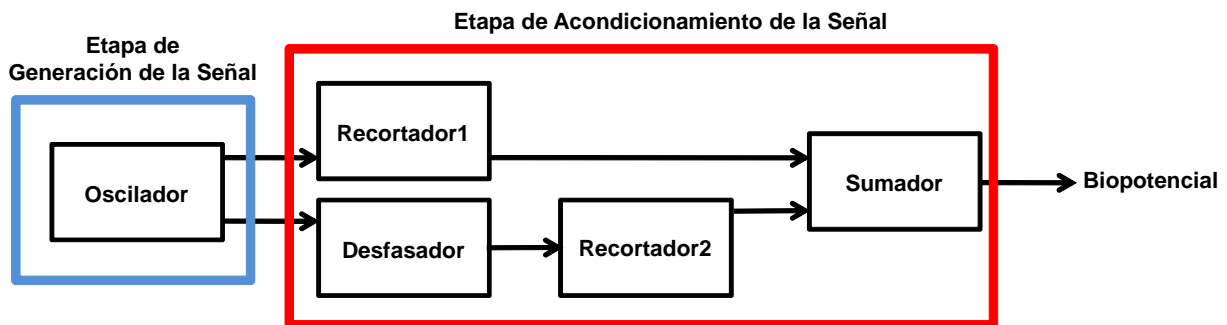 Etapa de Acondicionamiento de la Señal
Etapa de
Generación de la Señal
Recortador1
Oscilador
Sumador
Biopotencial
Desfasador
Recortador2